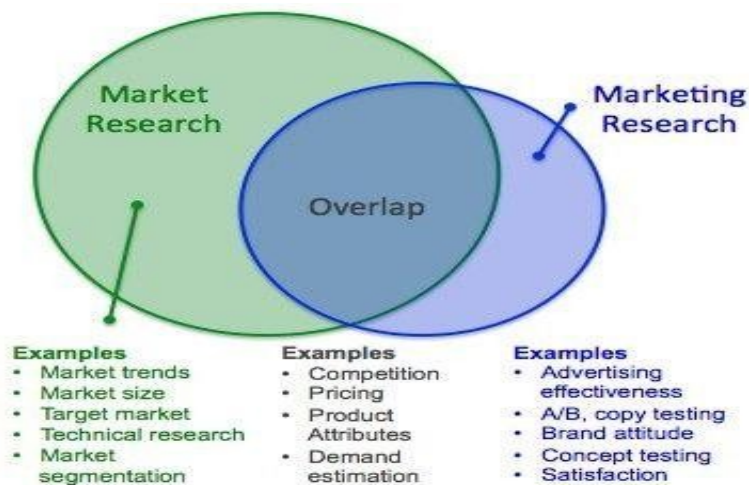 Market
Research
Marketing
Research
Overlap
Examples
• Market trends
• Market size
• Target market
• Technical research
• Market
segmentation
Examples
• Competition
• Pricing
• Product
Attributes
• Demand
estimation
Examples
• Advertising
effectiveness
• A/B, copy testing
• Brand attitude
• Concept testing
• Satisfaction